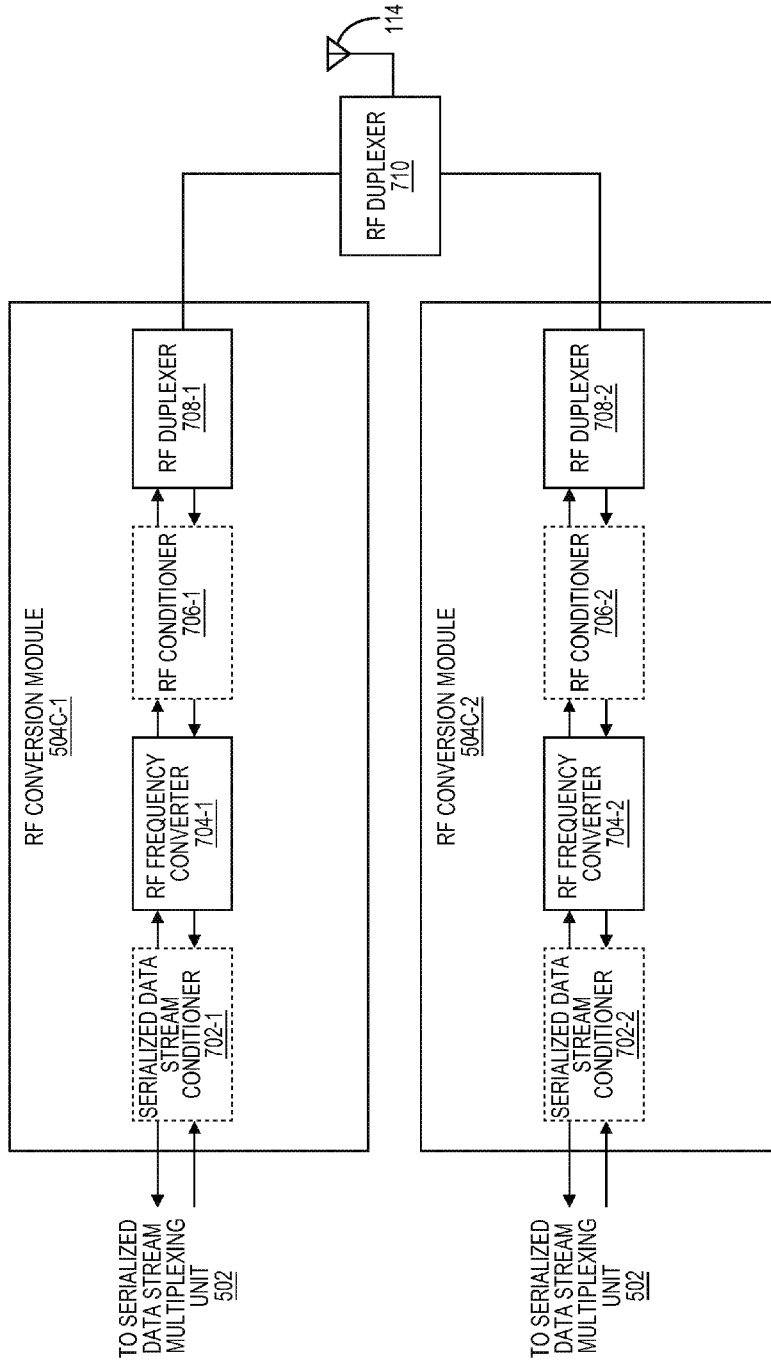 RF CONVERSION MODULE
504C-1
TO SERIALIZED
DATA STREAM
MULTIPLEXING
UNIT
502
SERIALIZED DATA
STREAM
CONDITIONER
702-1
RF FREQUENCY
CONVERTER
704-1
RF CONDITIONER
706-1
RF DUPLEXER
708-1
RF DUPLEXER
710
114
RF CONVERSION MODULE
504C-2
TO SERIALIZED
DATA STREAM
MULTIPLEXING
UNIT
502
SERIALIZED DATA
STREAM
CONDITIONER
702-2
RF FREQUENCY
CONVERTER
704-2
RF CONDITIONER
706-2
RF DUPLEXER
708-2